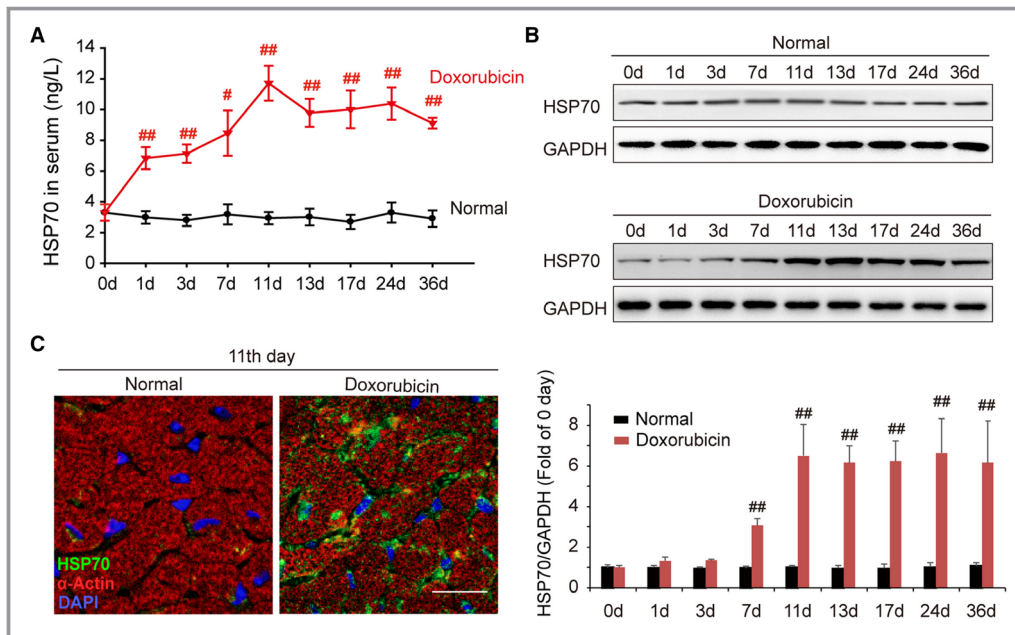 A
HSP70 in serum (ng/L)
14
12
10
8
6
4
2
0
## ## # ## ## ## ## ##
Doxorubicin
Normal
0d 1d 3d 7d 11d 13d 17d 24d 36d
B
Normal
0d 1d 3d 7d 11d 13d 17d 24d 36d
HSP70
GAPDH
Doxorubicin
0d 1d 3d 7d 11d 13d 17d 24d 36d
HSP70
GAPDH
C
11th day
Normal Doxorubicin
HSP70
α-Actin
DAPI
HSP70/GAPDH (Fold of 0 day)
8
6
4
2
0
Normal
Doxorubicin
## ## ## ## ## ##
0d 1d 3d 7d 11d 13d 17d 24d 36d